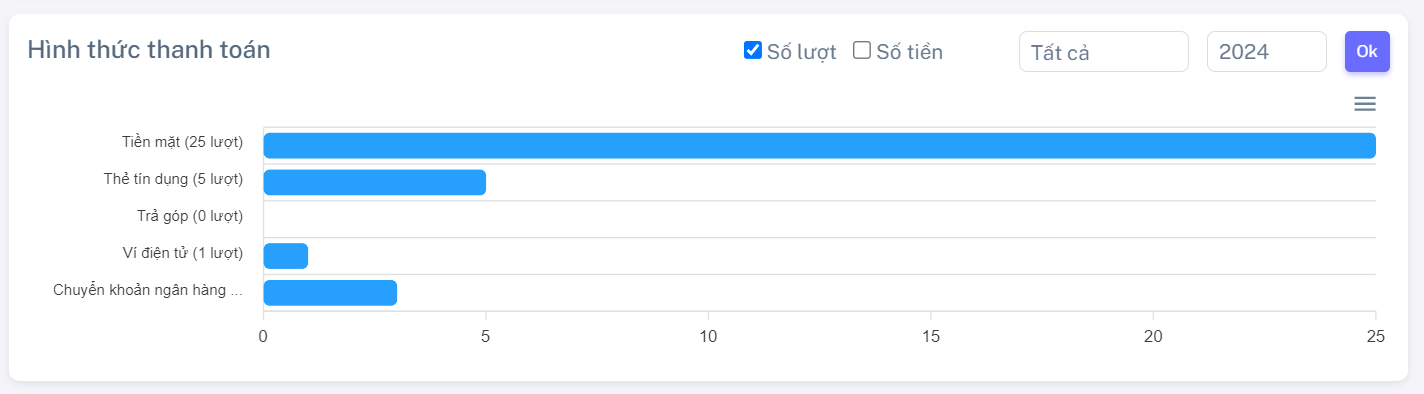 Hình thức thanh toán
Số lượt Số tiền Tất cả 2024 Ok
Tiền mặt (25 lượt)
Thẻ tín dụng (5 lượt)
Trả góp (0 lượt)
Ví điện tử (1 lượt)
Chuyển khoản ngân hàng ...
0 5 10 15 20 25